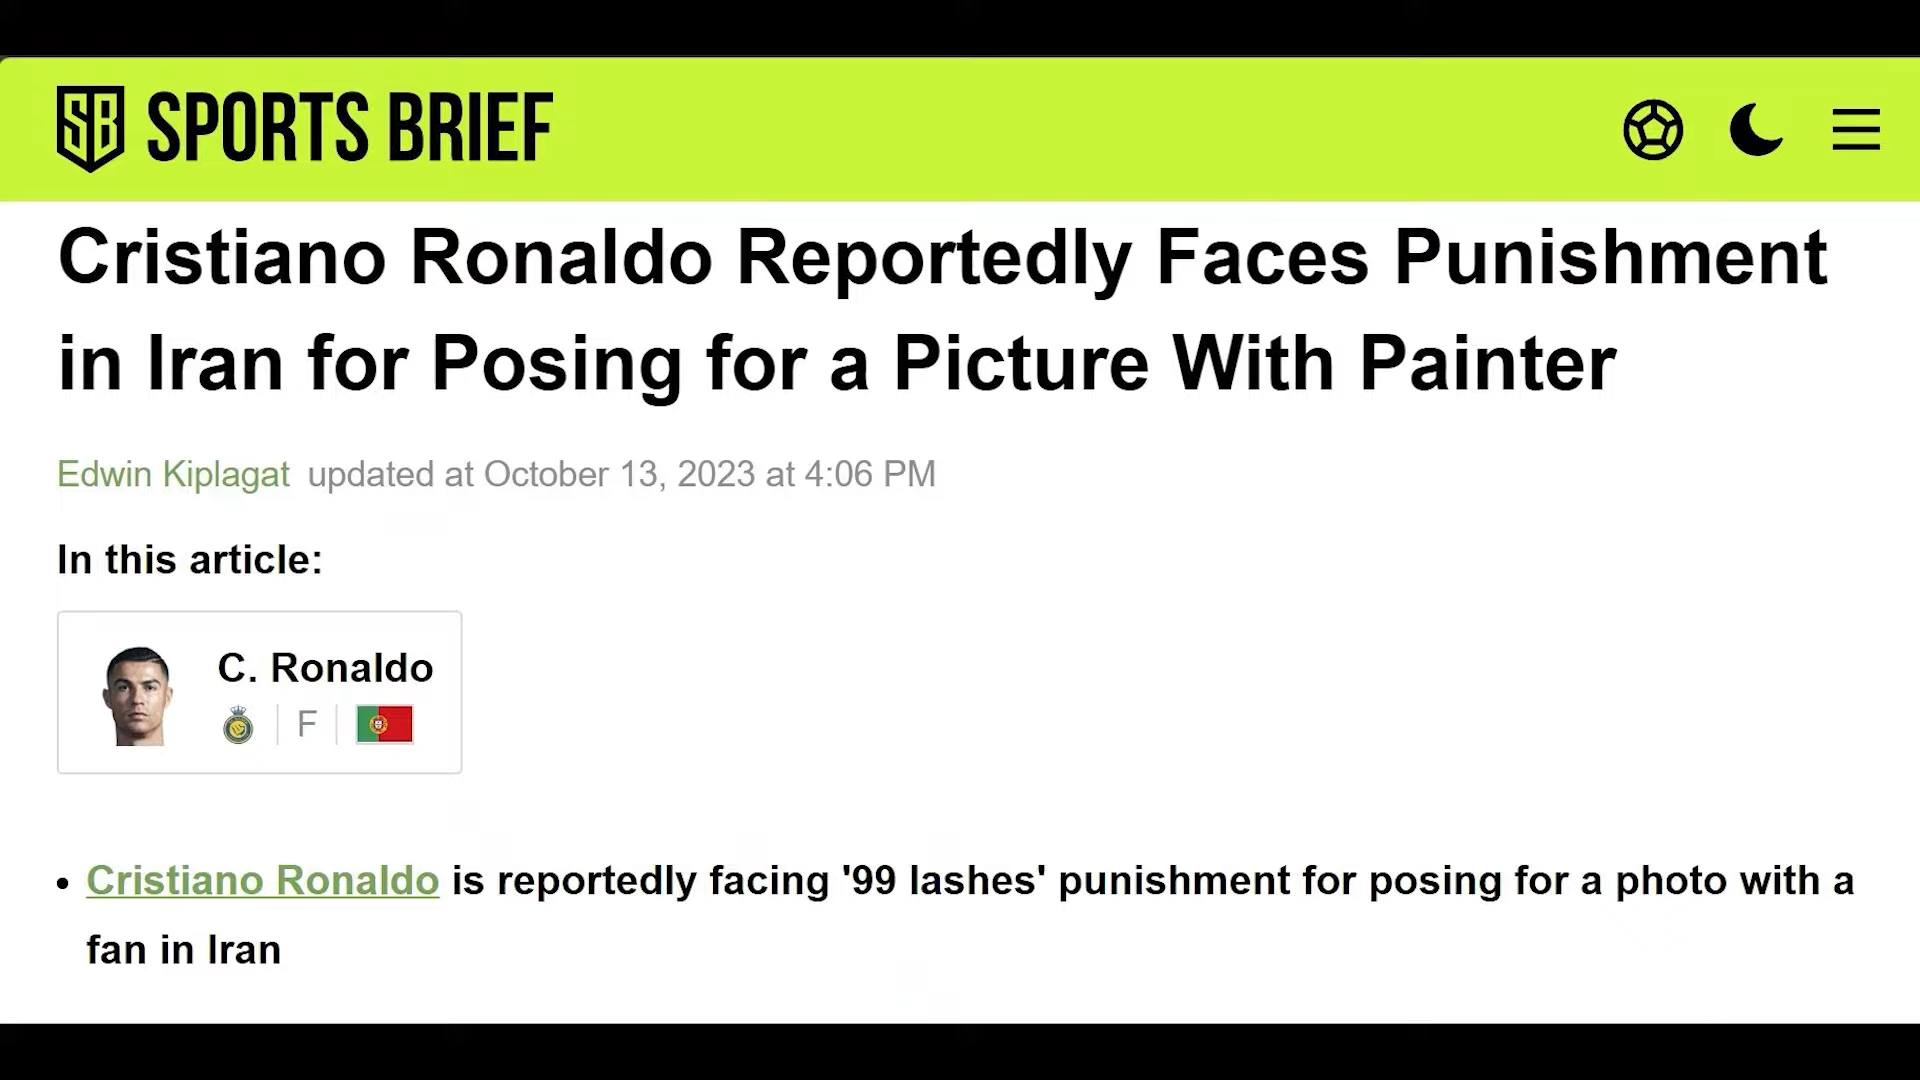 SB SPORTS BRIEF
Cristiano Ronaldo Reportedly Faces Punishment
in Iran for Posing for a Picture With Painter
Edwin Kiplagat updated at October 13, 2023 at 4:06 PM
In this article:
C. Ronaldo
F
• Cristiano Ronaldo is reportedly facing '99 lashes' punishment for posing for a photo with a
fan in Iran